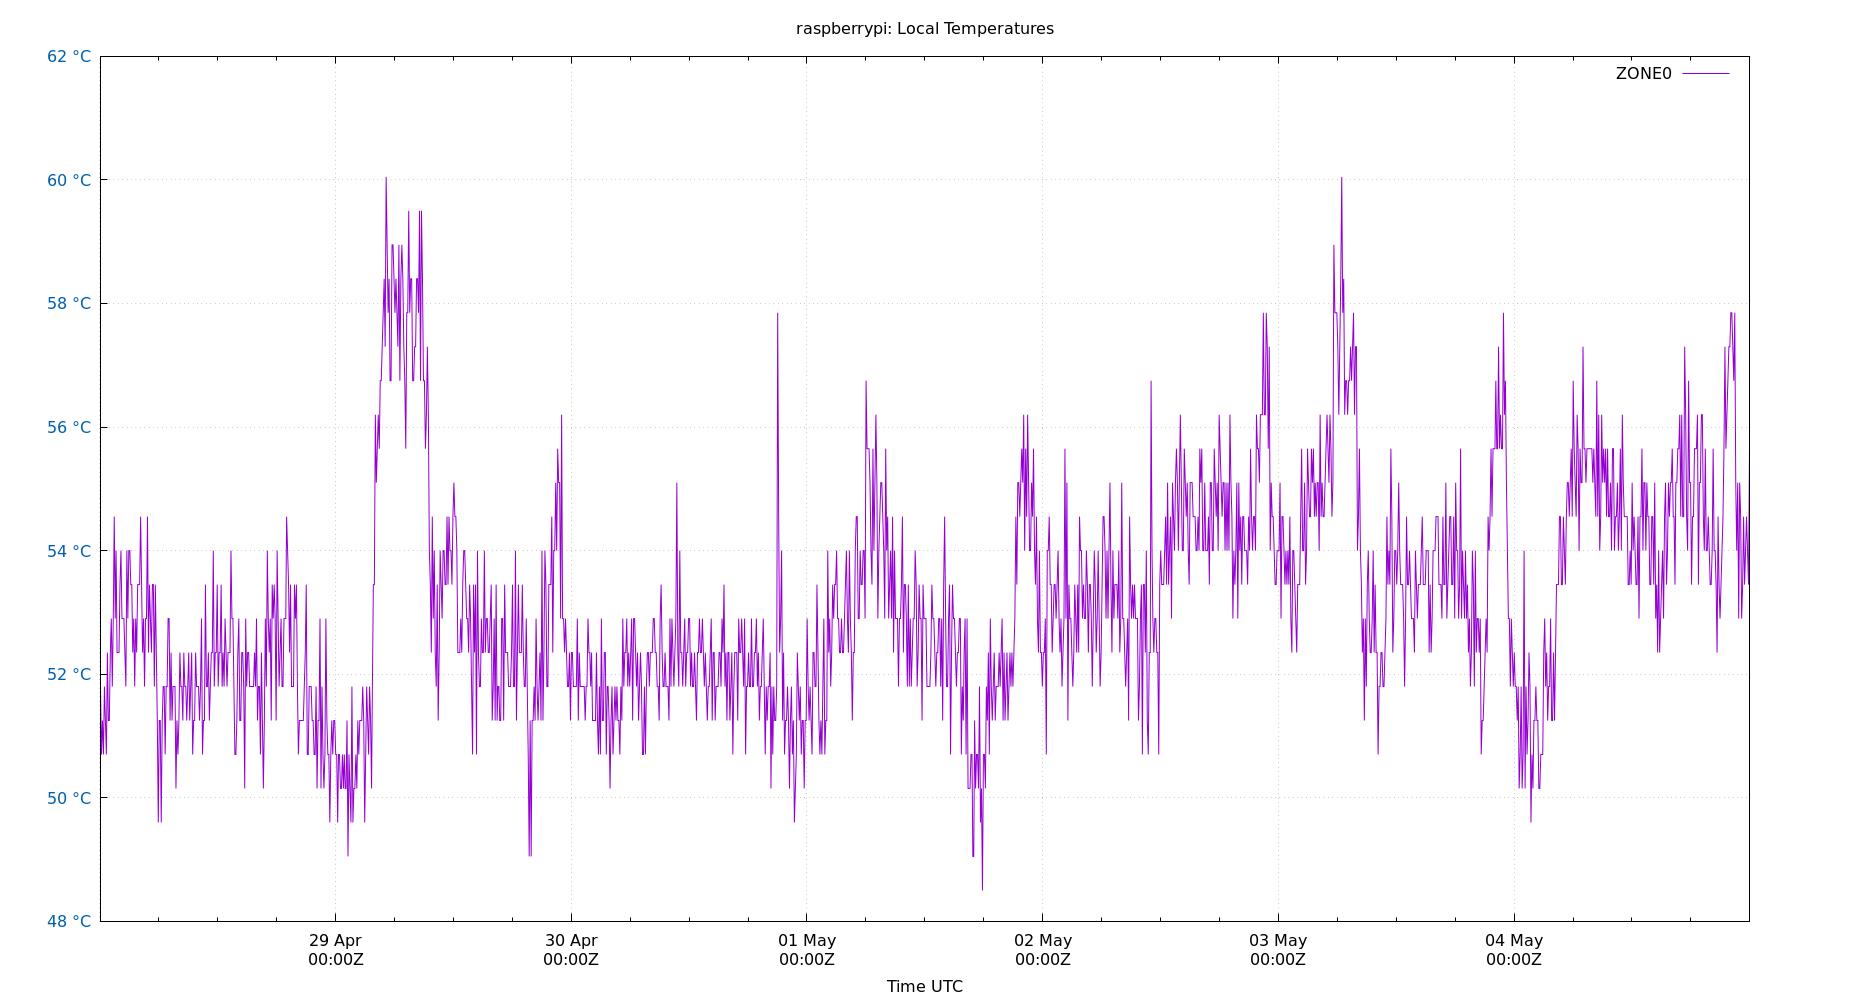 raspberrypi: Local Temperatures
62 °C
ZONE0
60 °C
58 °C
56 °C
54 °C
52 °C
50 °C
48 °C
29 Apr 30 Apr 01 May 02 May 03 May 04 May
00:00Z 00:00Z 00:00Z 00:00Z 00:00Z 00:00Z
Time UTC